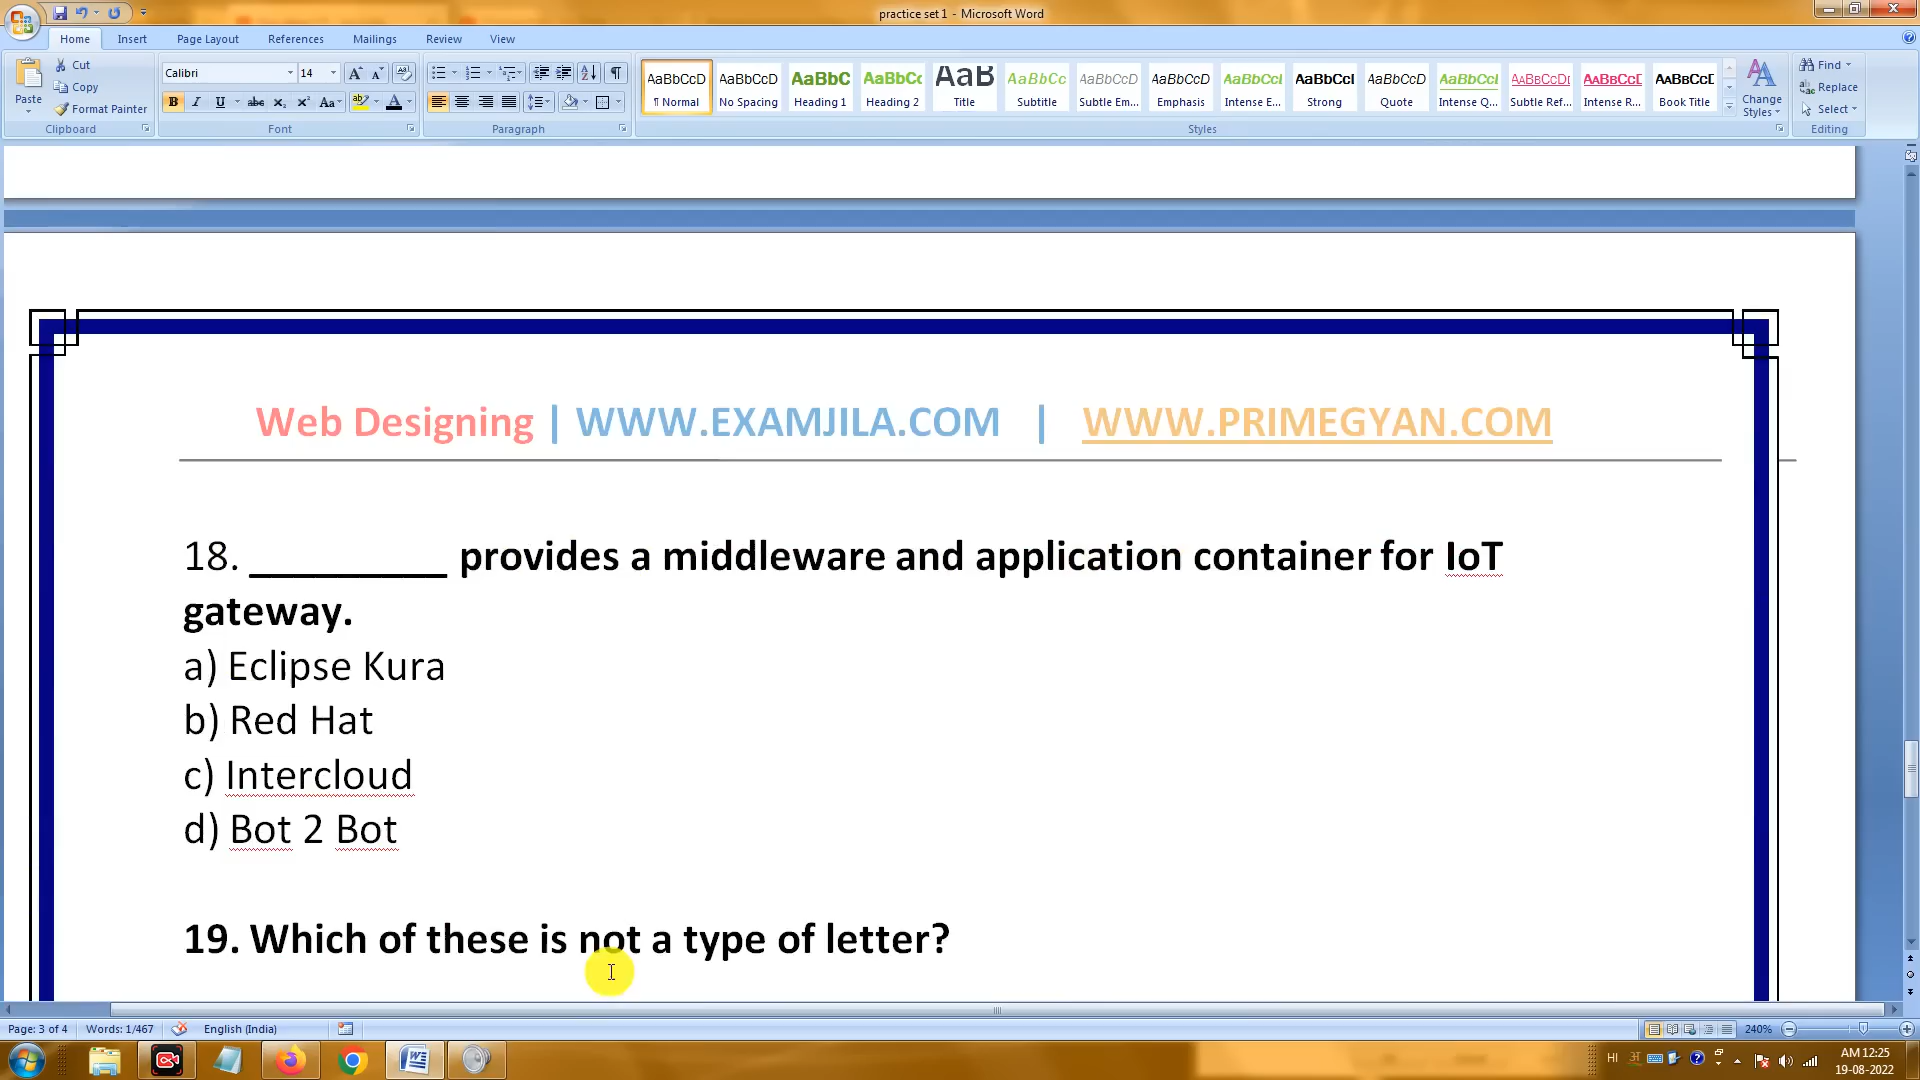 practice set 1 - Microsoft Word
Home Insert Page Layout References Mailings Review View
Paste Cut Copy Format Painter
Calibri 14
AaBbCcD AaBbCcD AaBbC AaBbCc AaB AaBbCc AaBbCcD AaBbCcD AaBbCcI AaBbCcI AaBbCcD AaBbCcI AABBCCD AABBCCD AaBbCcD
¶ Normal No Spacing Heading 1 Heading 2 Title Subtitle Subtle Em... Emphasis Intense E... Strong Quote Intense Q... Subtle Ref... Intense R... Book Title
Change Styles
Find
Replace
Select
Clipboard Font Paragraph Styles Editing
Web Designing | WWW.EXAMJILA.COM | WWW.PRIMEGYAN.COM
18. _________ provides a middleware and application container for IoT
gateway.
a) Eclipse Kura
b) Red Hat
c) Intercloud
d) Bot 2 Bot
19. Which of these is not a type of letter?
Page: 3 of 4 Words: 1/467 English (India) 240%
HI AM 12:25
19-08-2022